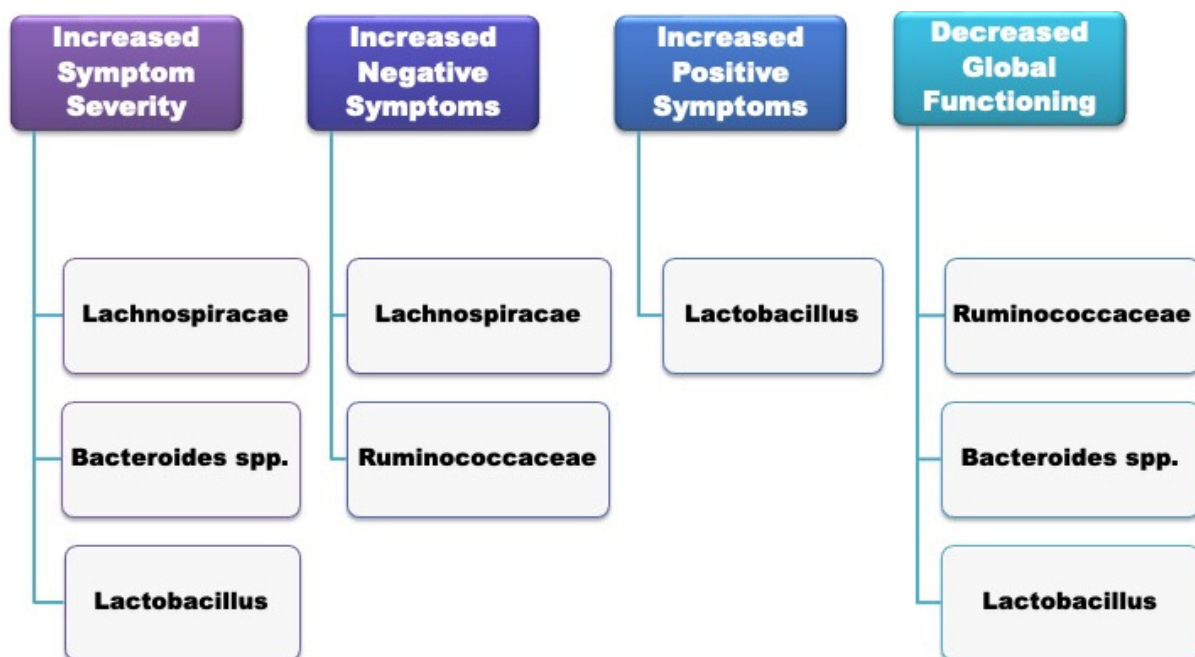 Increased
Symptom
Severity
Lachnospiracae
Bacteroides spp.
Lactobacillus
Increased
Negative
Symptoms
Lachnospiracae
Ruminococcaceae
Increased
Positive
Symptoms
Lactobacillus
Decreased
Global
Functioning
Ruminococcaceae
Bacteroides spp.
Lactobacillus